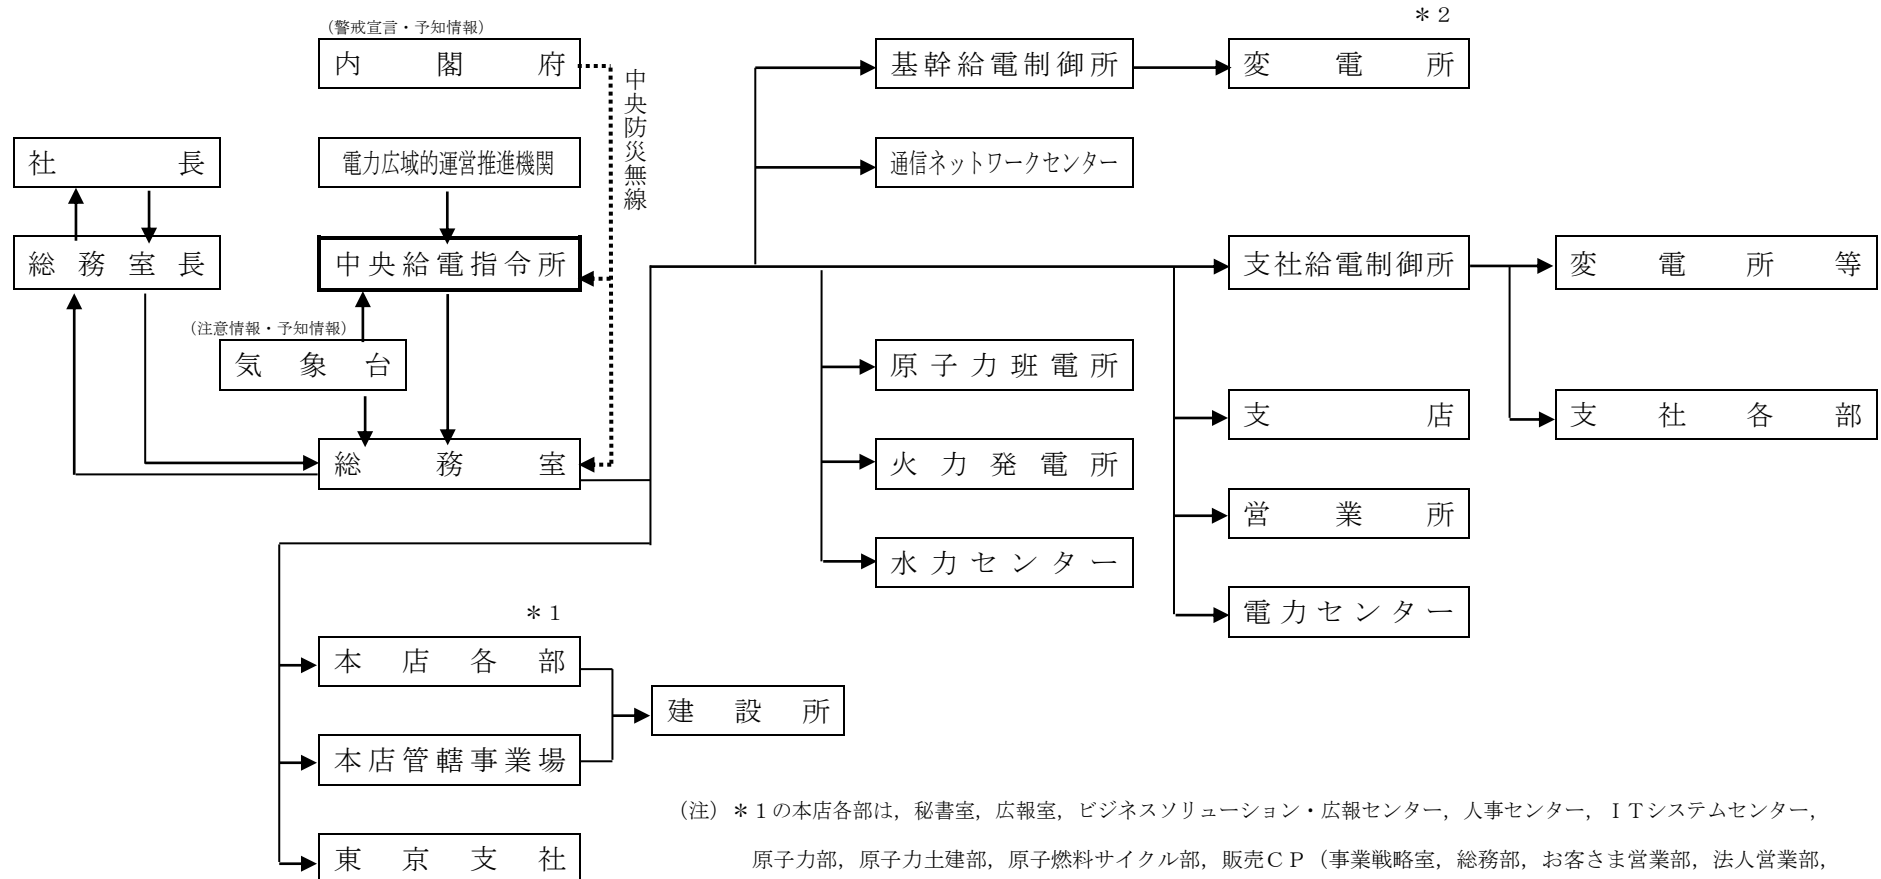 ＊２
（警戒宣言・予知情報）
内閣府
中央防災無線
基幹給電制御所
変電所
社長
電力広域的運営推進機関
通信ネットワークセンター
総務室長
中央給電指令所
支社給電制御所
変電所等
（注意情報・予知情報）
気象台
原子力班電所
支店
支社各部
総務室
火力発電所
営業所
水力センター
電力センター
＊１
本店各部
建設所
本店管轄事業場
東京支社
（注）＊１の本店各部は，秘書室，広報室，ビジネスソリューション・広報センター，人事センター，ＩＴシステムセンター，
原子力部，原子力土建部，原子燃料サイクル部，販売ＣＰ（事業戦略室，総務部，お客さま営業部，法人営業部，